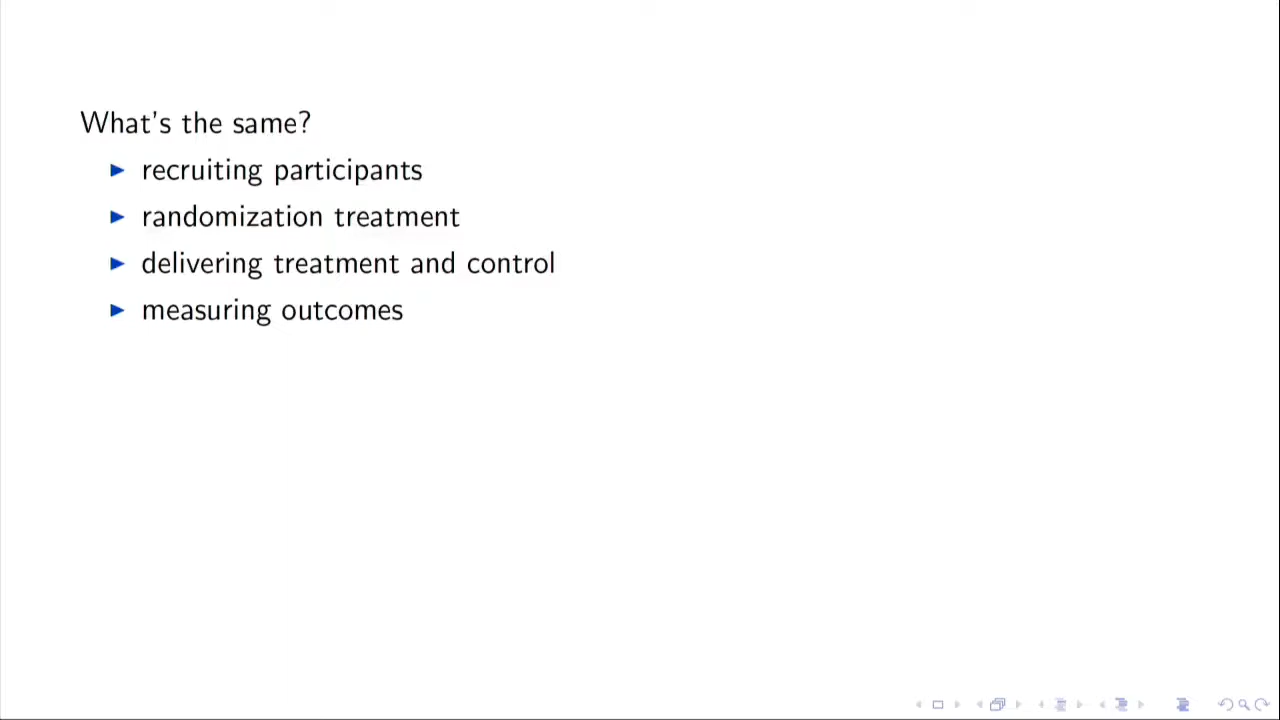 What's the same?
recruiting participants
randomization treatment
delivering treatment and control
measuring outcomes